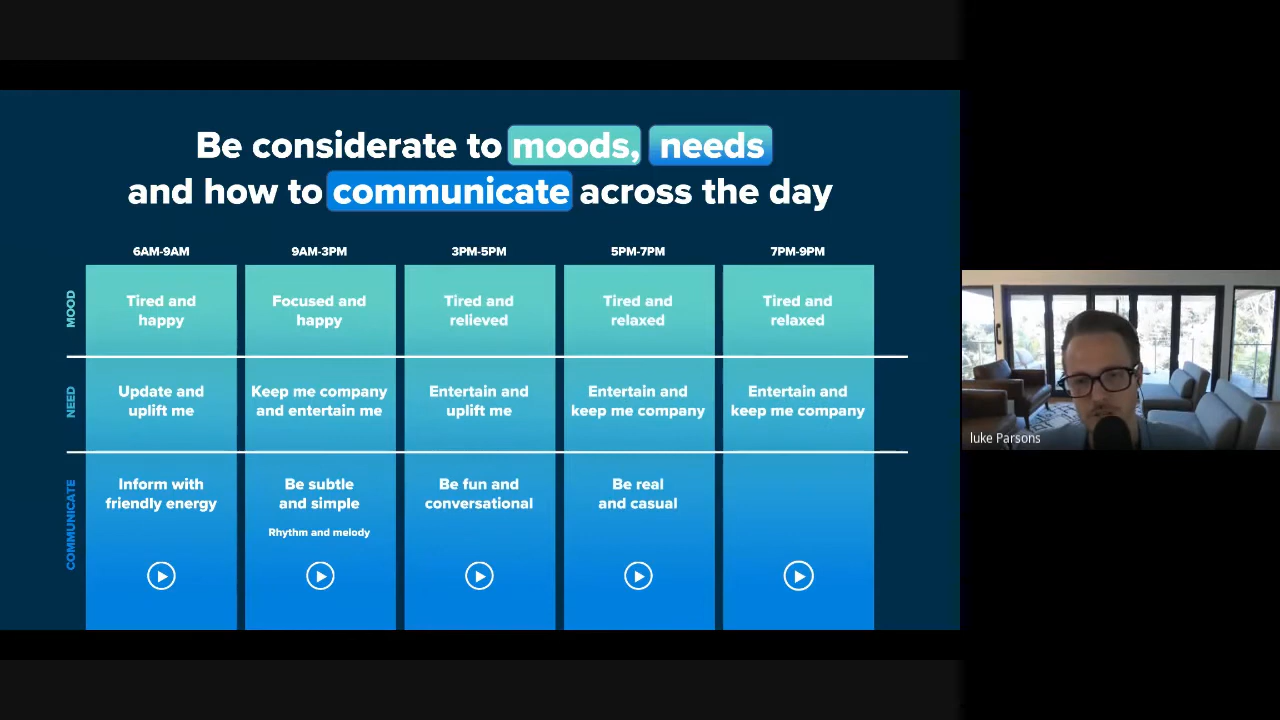 Be considerate to moods, needs
and how to communicate across the day
6AM-9AM
9AM-3PM
3PM-5PM
5PM-7PM
7PM-9PM
MOOD
Tired and
happy
Focused and
happy
Tired and
relieved
Tired and
relaxed
Tired and
relaxed
NEED
Update and
uplift me
Keep me company
and entertain me
Entertain and
uplift me
Entertain and
keep me company
Entertain and
keep me company
COMMUNICATE
Inform with
friendly energy
Be subtle
and simple
Rhythm and melody
Be fun and
conversational
Be real
and casual
luke Parsons